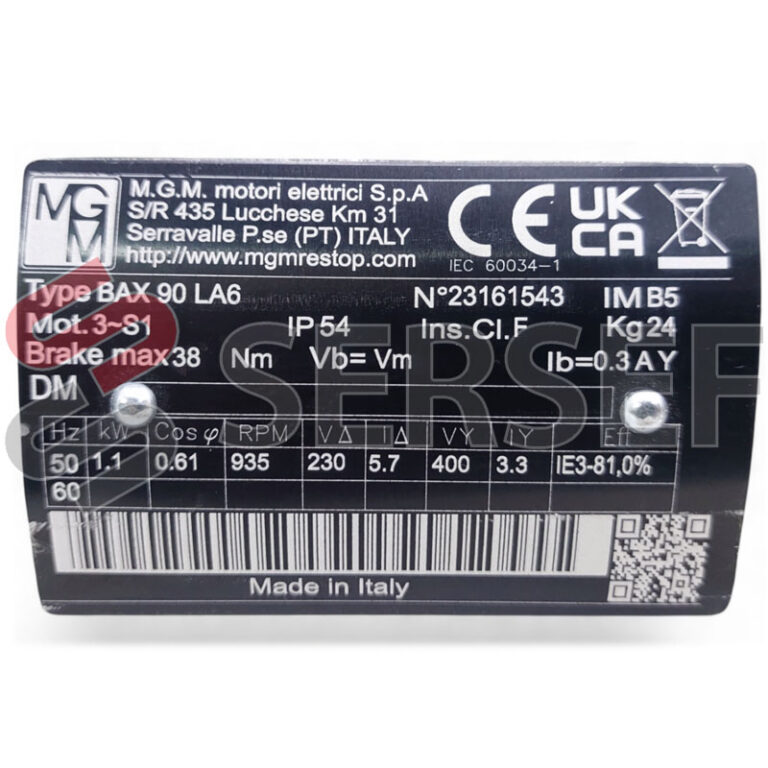 MGM
M.G.M. motori elettrici S.p.A
S/R 435 Lucchese Km 31
Serravalle P.se (PT) ITALY
http://www.mgmrestop.com
CE
IEC 60034-1
UK
CA
Type BAX 90 LA6 N°23161543 IM B5
Mot. 3~S1 IP 54 Ins.Cl.F Kg 24
Brake max 38 Nm Vb= Vm Ib=0.3 A Y
DM
SERSEF
Hz kW Cos φ RPM V Δ I Δ V Y I Y Eff
50 1.1 0.61 935 230 5.7 400 3.3 IE3-81,0%
60
Made in Italy